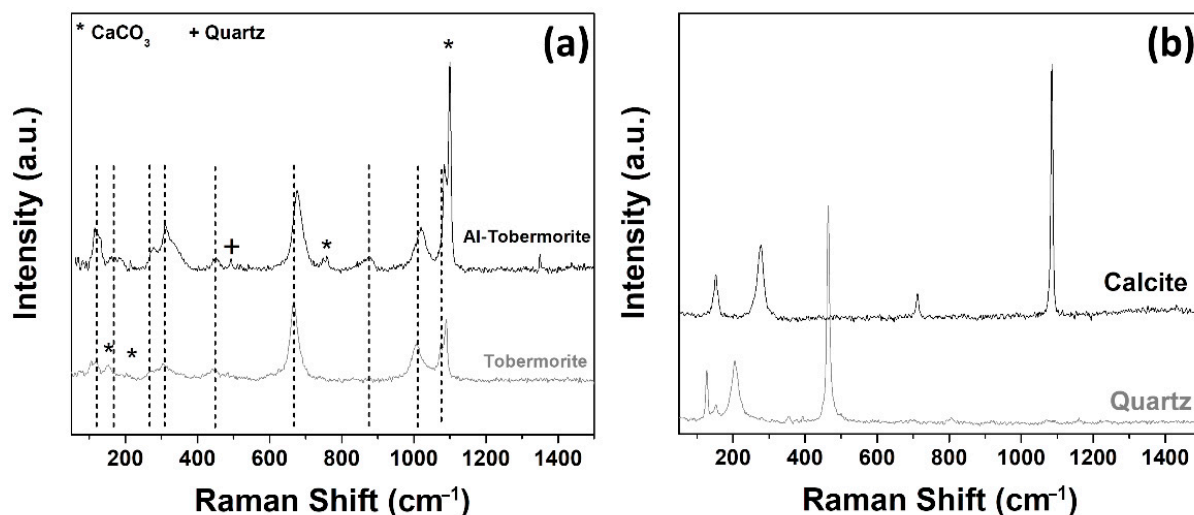 * CaCO₃ + Quartz
(a)
*
+
*
Al-Tobermorite
* *
Tobermorite
Intensity (a.u.)
200 400 600 800 1000 1200 1400
Raman Shift (cm⁻¹)
(b)
Calcite
Quartz
Intensity (a.u.)
200 400 600 800 1000 1200 1400
Raman Shift (cm⁻¹)